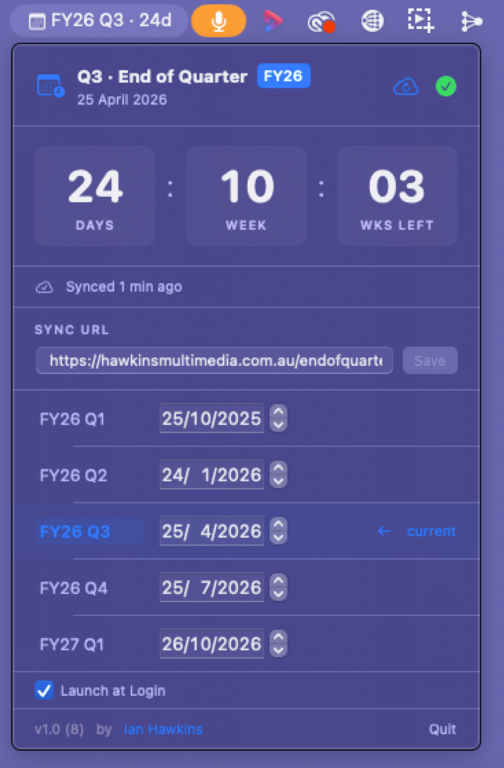 FY26 Q3 · 24d
Q3 · End of Quarter FY26
25 April 2026
24 : 10 : 03
DAYS WEEK WKS LEFT
Synced 1 min ago
SYNC URL
https://hawkinsmultimedia.com.au/endofquarte Save
FY26 Q1 25/10/2025
FY26 Q2 24/ 1/2026
FY26 Q3 25/ 4/2026 ← current
FY26 Q4 25/ 7/2026
FY27 Q1 26/10/2026
Launch at Login
v1.0 (8) by Ian Hawkins Quit